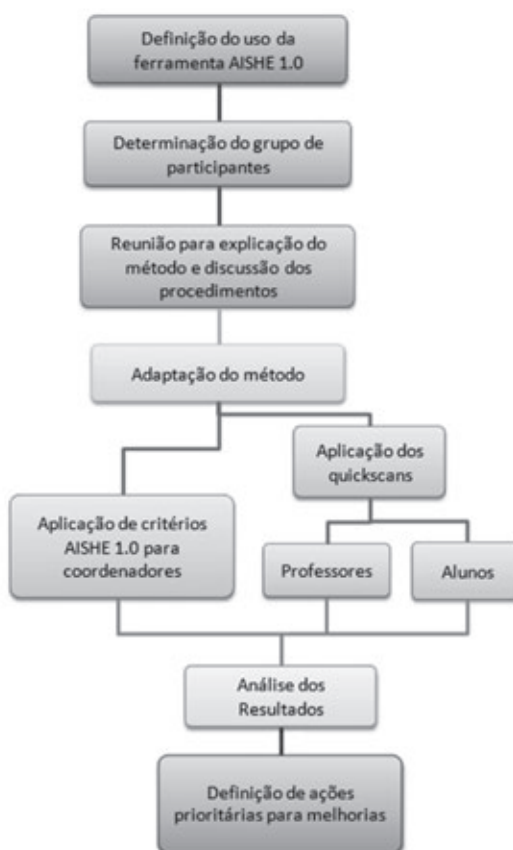 Definição do uso da
ferramenta AISHE 1.0
Determinação do grupo de
participantes
Reunião para explicação do
método e discussão dos
procedimentos
Adaptação do método
Aplicação dos
quickscans
Aplicação de critérios
AISHE 1.0 para
coordenadores
Professores
Alunos
Análise dos
Resultados
Definição de ações
prioritárias para melhorias